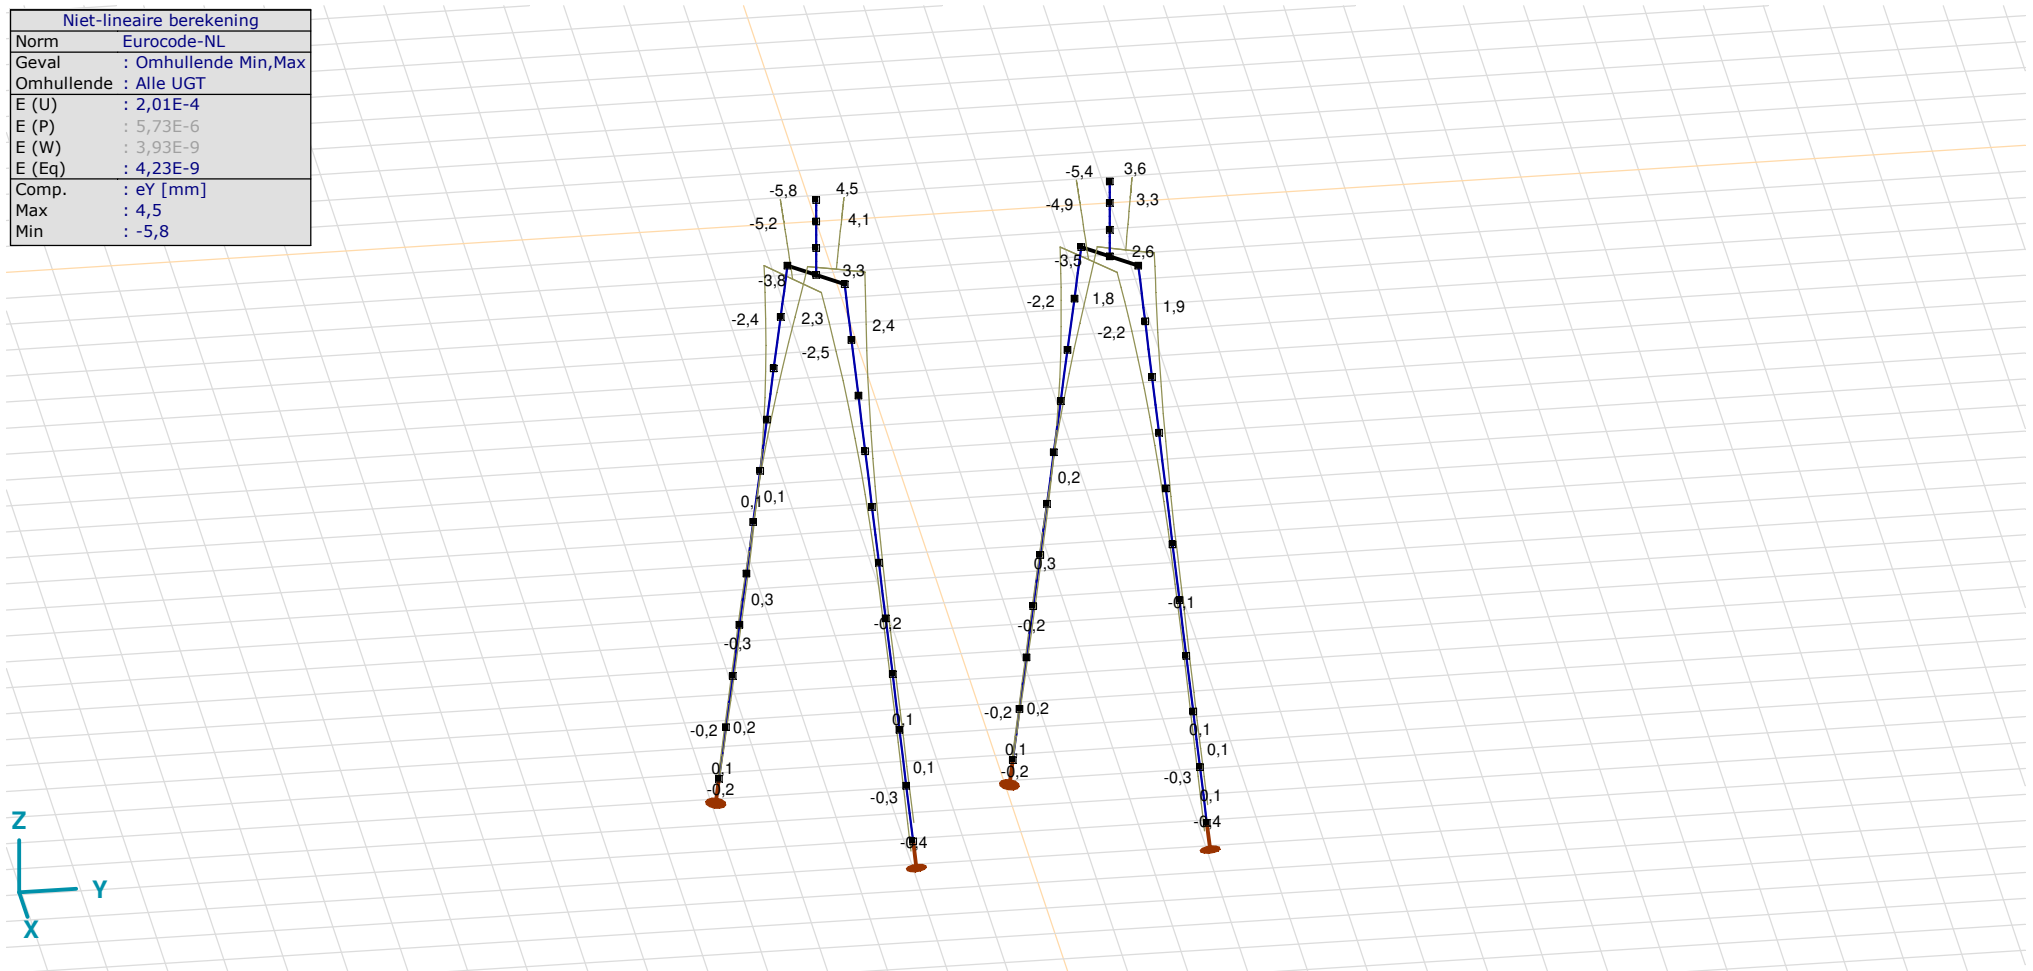 Niet-lineaire berekening
Norm Eurocode-NL
Geval : Omhullende Min,Max
Omhullende : Alle UGT
E (U) : 2,01E-4
E (P) : 5,73E-6
E (W) : 3,93E-9
E (Eq) : 4,23E-9
Comp. : eY [mm]
Max : 4,5
Min : -5,8
-5,8 4,5
-5,2 4,1
3,3
-3,8
-2,4 2,3 2,4
-2,5
0,1 0,1
0,3
-0,3
-0,2
-0,2 0,2
0,1
0,1
0,1
-0,2
-0,3
-0,4
-5,4 3,6
-4,9 3,3
2,6
-3,5
-2,2 1,8 1,9
-2,2
0,2
0,3
-0,1
-0,2
-0,2 0,2
0,1
0,1
0,1
-0,2
-0,3
0,1
-0,4
Z
Y
X